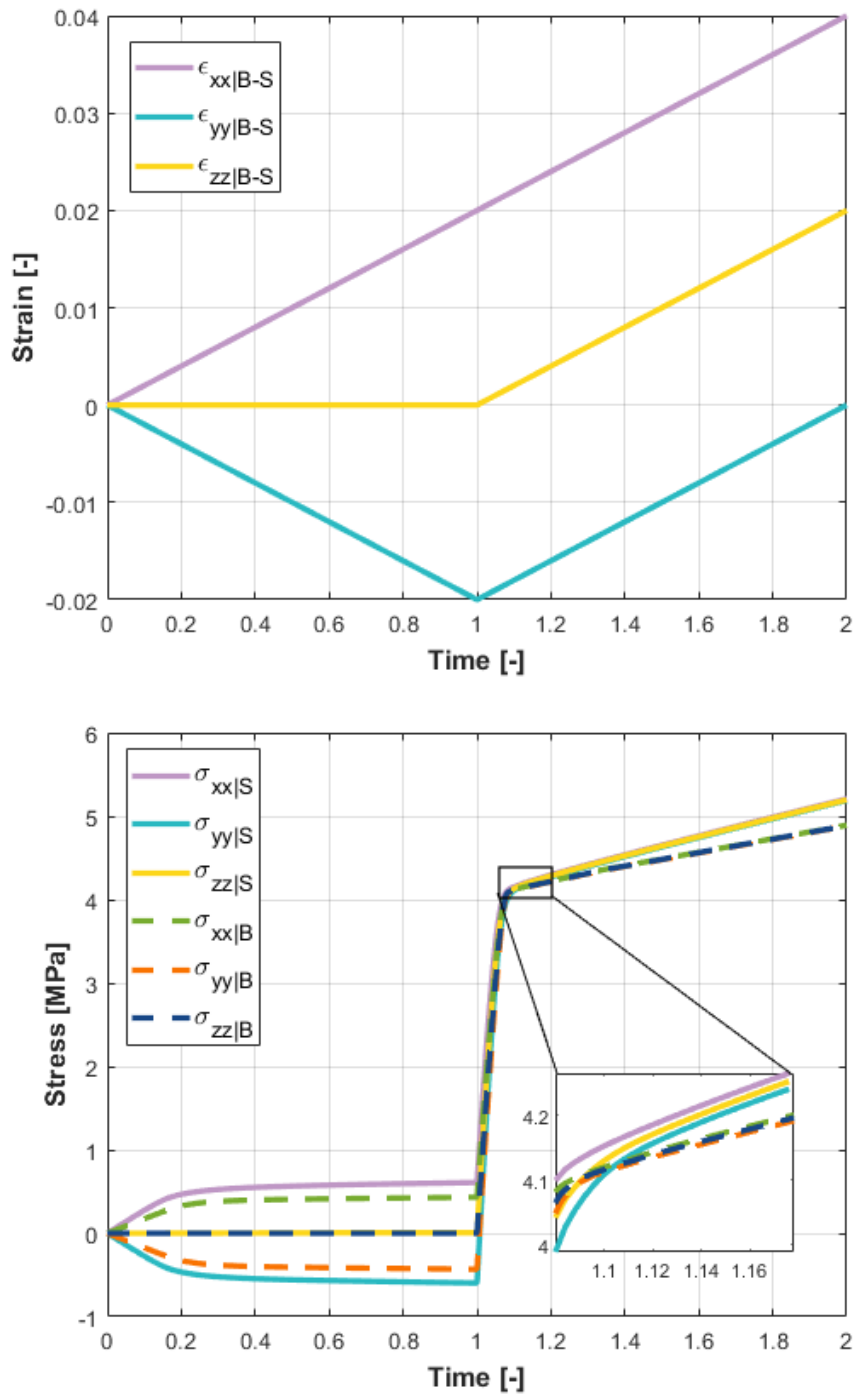 0.04
0.03
0.02
0.01
0
-0.01
-0.02
Strain [-]
ϵxx|B-S
ϵyy|B-S
ϵzz|B-S
0 0.2 0.4 0.6 0.8 1 1.2 1.4 1.6 1.8 2
Time [-]
6
5
4
3
2
1
0
-1
Stress [MPa]
σxx|S
σyy|S
σzz|S
σxx|B
σyy|B
σzz|B
4.2
4.1
4
1.1 1.12 1.14 1.16
0 0.2 0.4 0.6 0.8 1 1.2 1.4 1.6 1.8 2
Time [-]